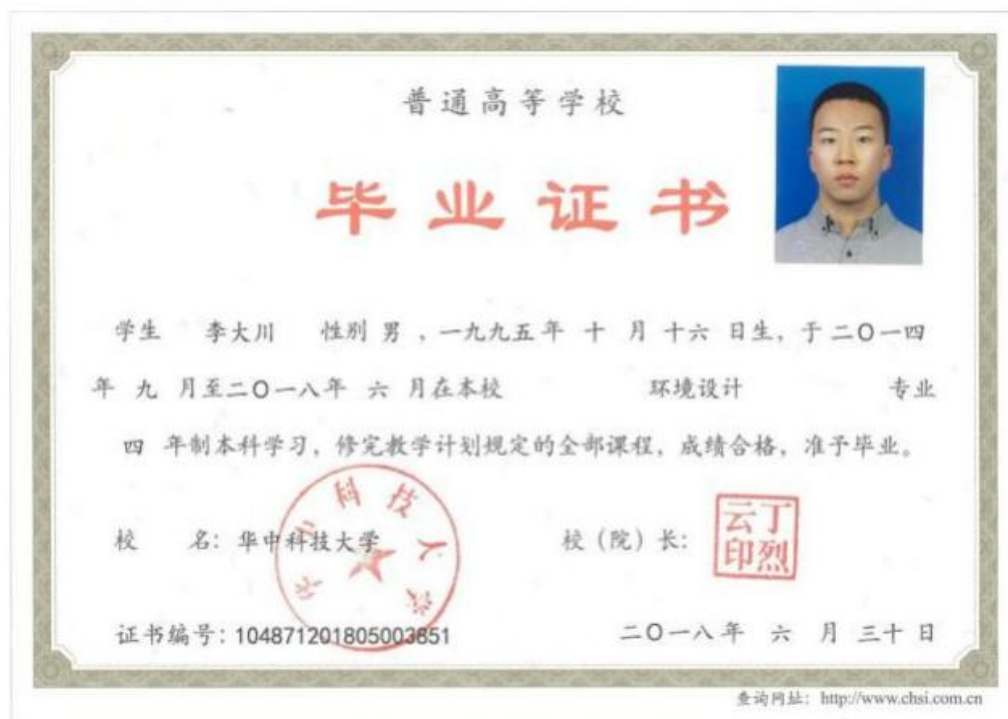 普通高等学校
毕业证书
学生 李大川 性别 男 ，一九九五年 十 月 十六 日生，于二〇一四
年 九 月至二〇一八年 六 月在本校 环境设计 专业
四 年制本科学习，修完教学计划规定的全部课程，成绩合格，准予毕业。
校 名：华中科技大学 校（院）长：
丁烈云印
证书编号：104871201805003851 二〇一八年 六 月 三十 日
查询网址：http://www.chsi.com.cn